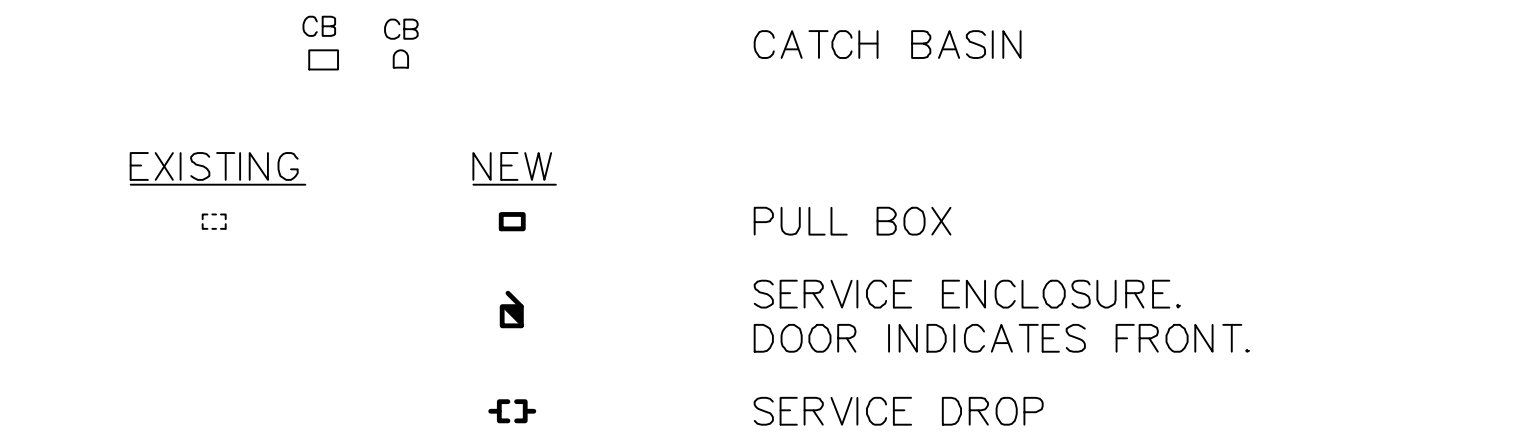 CB CB CATCH BASIN
EXISTING NEW
PULL BOX
SERVICE ENCLOSURE.
DOOR INDICATES FRONT.
SERVICE DROP